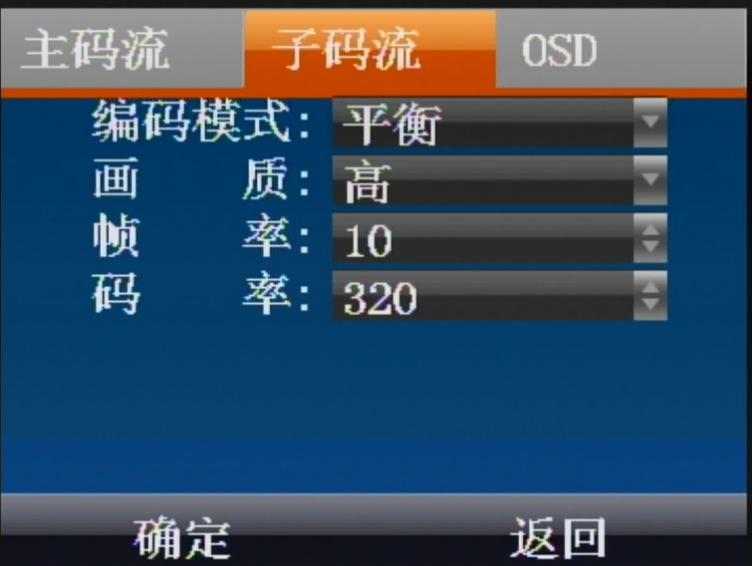 主码流 子码流 OSD
编码模式: 平衡
画 质: 高
帧 率: 10
码 率: 320
确定 返回